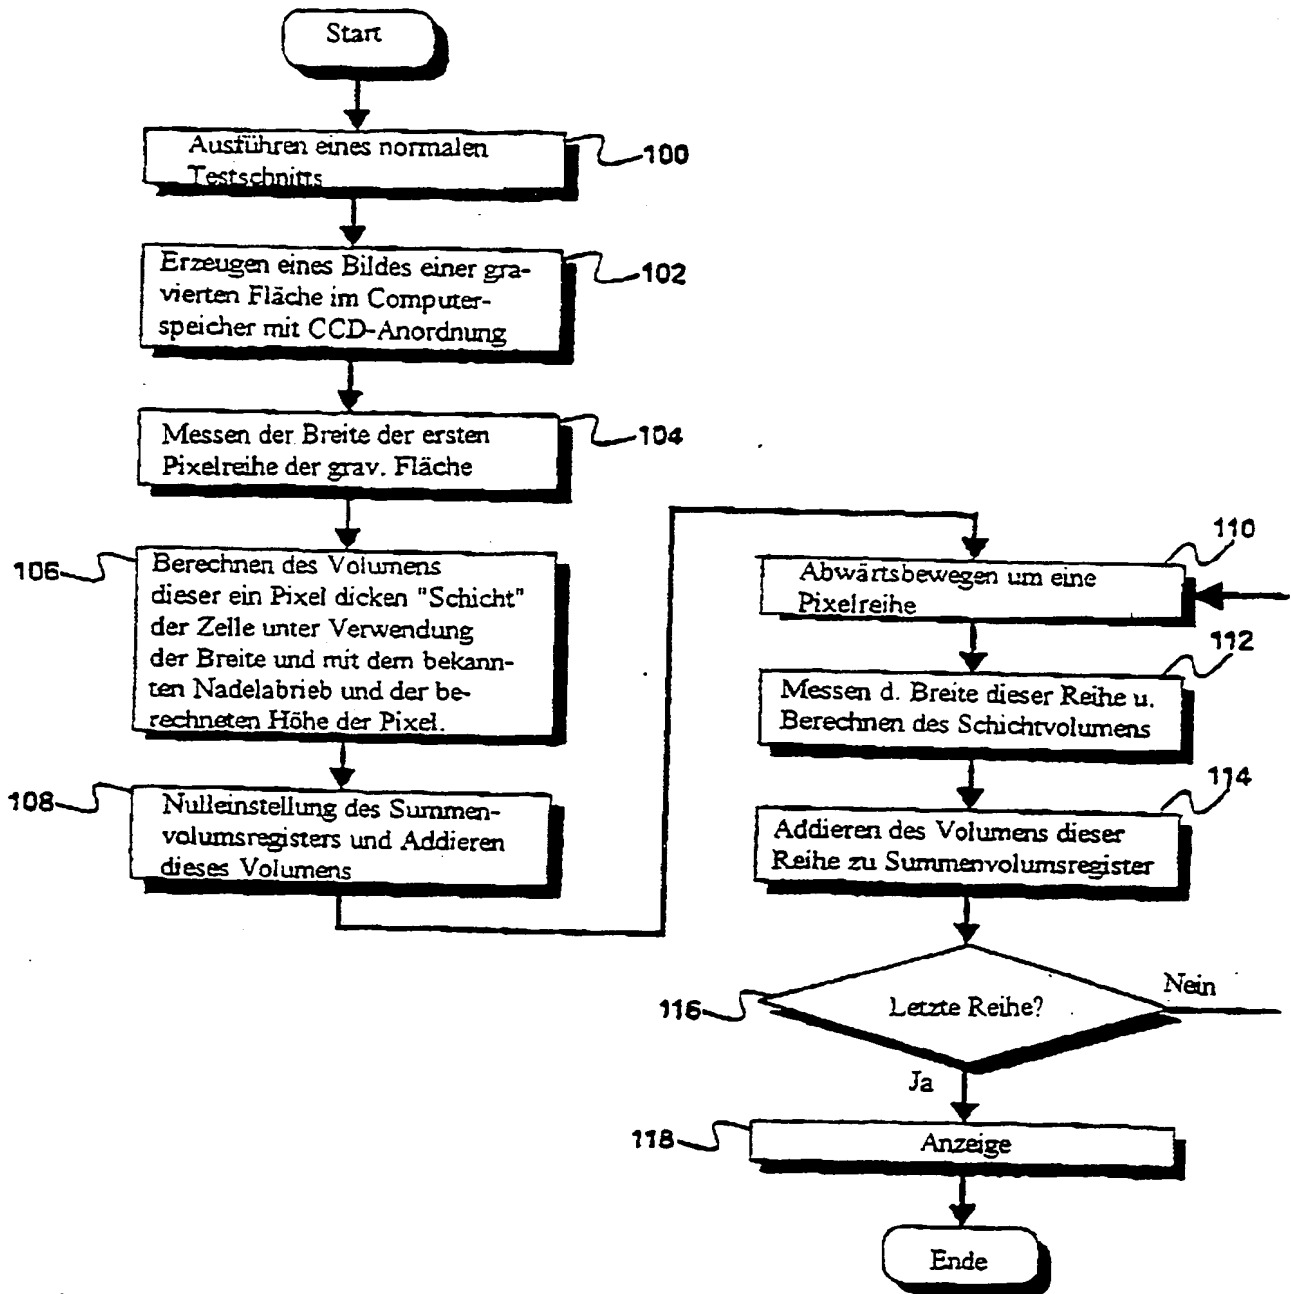 Start
Ausführen eines normalen
Testschnitts
100
Erzeugen eines Bildes einer gra-
vierten Fläche im Computer-
speicher mit CCD-Anordnung
102
Messen der Breite der ersten
Pixelreihe der grav. Fläche
104
106
Berechnen des Volumens
dieser ein Pixel dicken "Schicht"
der Zelle unter Verwendung
der Breite und mit dem bekann-
ten Nadelabrieb und der be-
rechneten Höhe der Pixel.
108
Nulleinstellung des Summen-
volumsregisters und Addieren
dieses Volumens
110
Abwärtsbewegen um eine
Pixelreihe
112
Messen d. Breite dieser Reihe u.
Berechnen des Schichtvolumens
114
Addieren des Volumens dieser
Reihe zu Summenvolumsregister
116
Letzte Reihe?
Nein
Ja
118
Anzeige
Ende